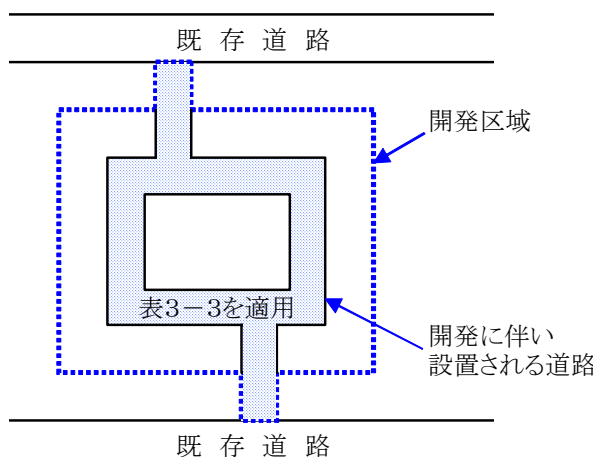 既存道路
開発区域
表3－3を適用
開発に伴い
設置される道路
既存道路